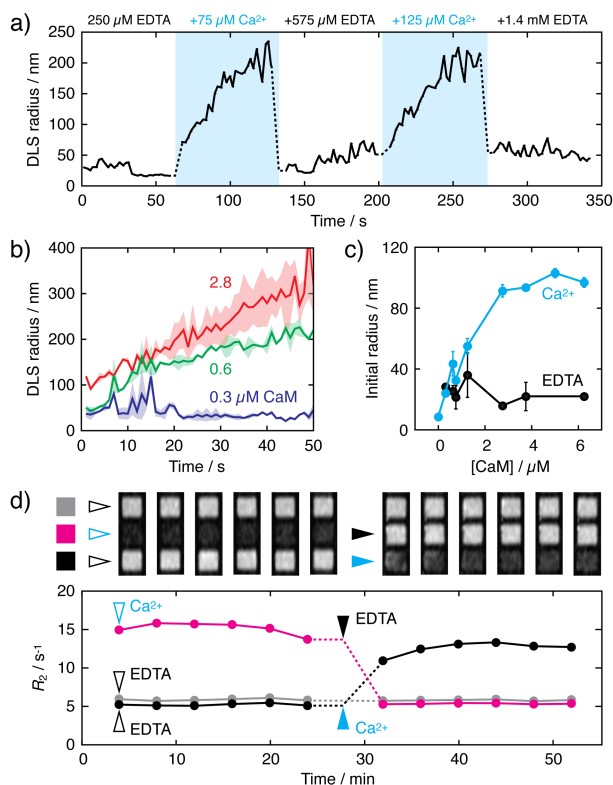 a)
250 µM EDTA +75 µM Ca²⁺ +575 µM EDTA +125 µM Ca²⁺ +1.4 mM EDTA
250
200
150
100
50
0
DLS radius / nm
0 50 100 150 200 250 300 350
Time / s
b)
400
300
200
100
0
DLS radius / nm
2.8
0.6
0.3 µM CaM
0 10 20 30 40 50
Time / s
c)
120
80
40
0
Initial radius / nm
Ca²⁺
EDTA
0 2 4 6
[CaM] / µM
d)
20
15
10
5
0
R₂ / s⁻¹
Ca²⁺
EDTA
EDTA
EDTA
Ca²⁺
0 10 20 30 40 50
Time / min